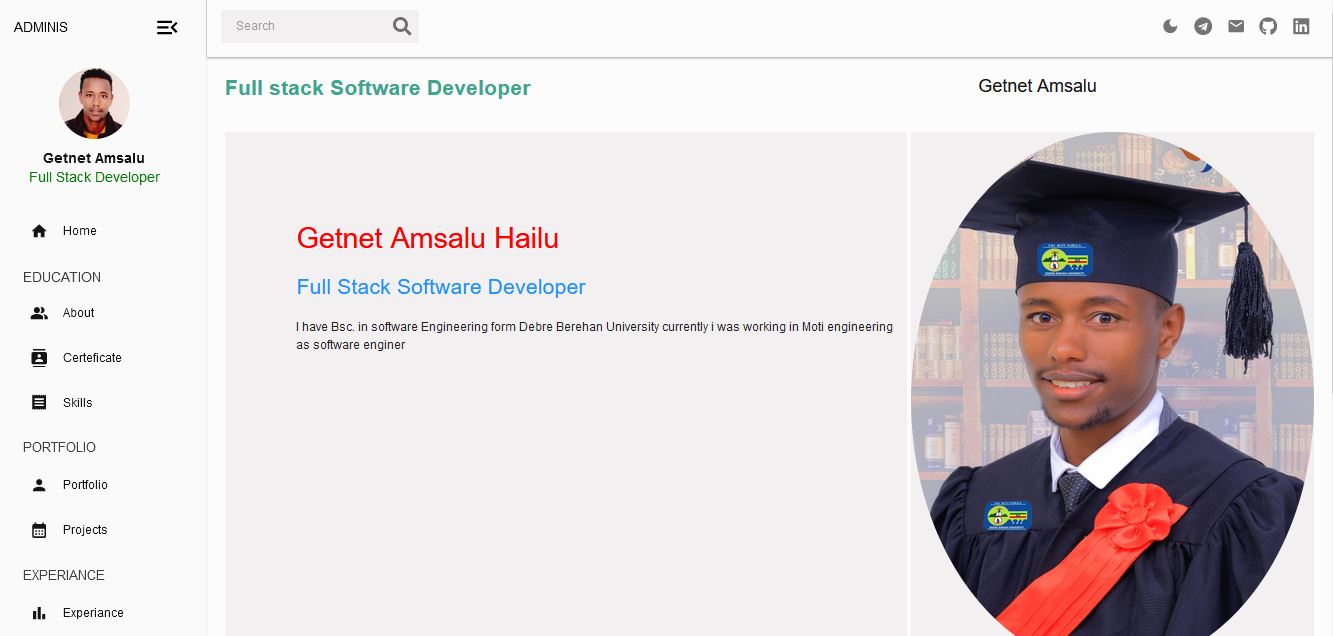 ADMINIS
Getnet Amsalu
Full Stack Developer
Home
EDUCATION
About
Certeficate
Skills
PORTFOLIO
Portfolio
Projects
EXPERIANCE
Experiance
Search
Full stack Software Developer
Getnet Amsalu
Getnet Amsalu Hailu
Full Stack Software Developer
I have Bsc. in software Engineering form Debre Berehan University currently i was working in Moti engineering
as software enginer